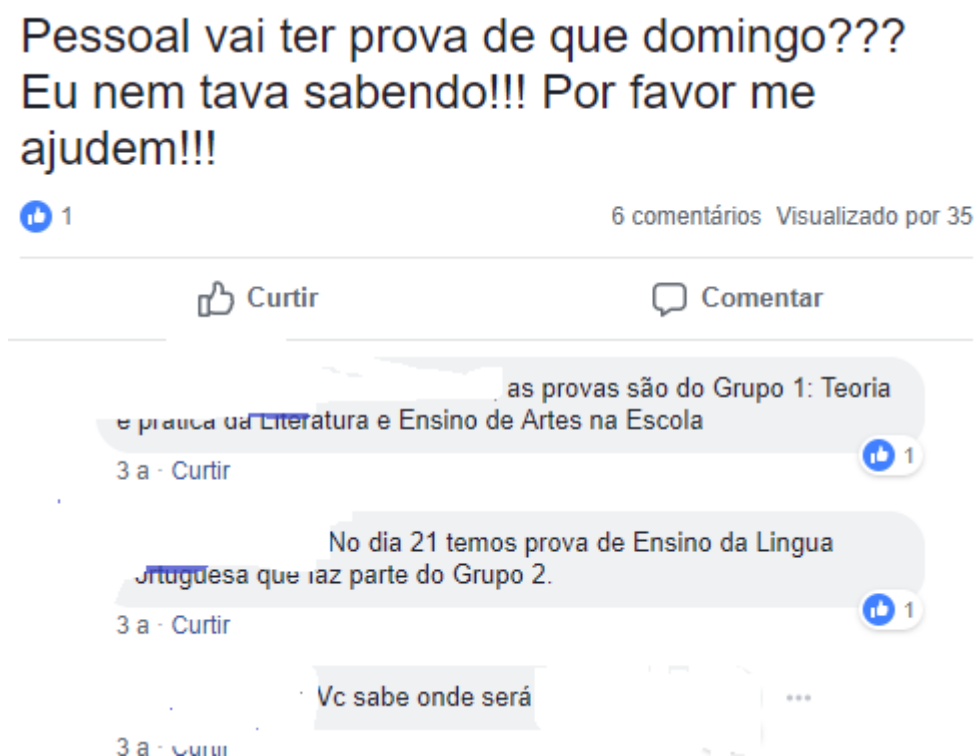 Pessoal vai ter prova de que domingo???
Eu nem tava sabendo!!! Por favor me
ajudem!!!
1
6 comentários Visualizado por 35
Curtir Comentar
as provas são do Grupo 1: Teoria
e prática da Literatura e Ensino de Artes na Escola
1
3 a · Curtir
No dia 21 temos prova de Ensino da Lingua
que faz parte do Grupo 2.
1
3 a · Curtir
Vc sabe onde será
3 a · Curtir